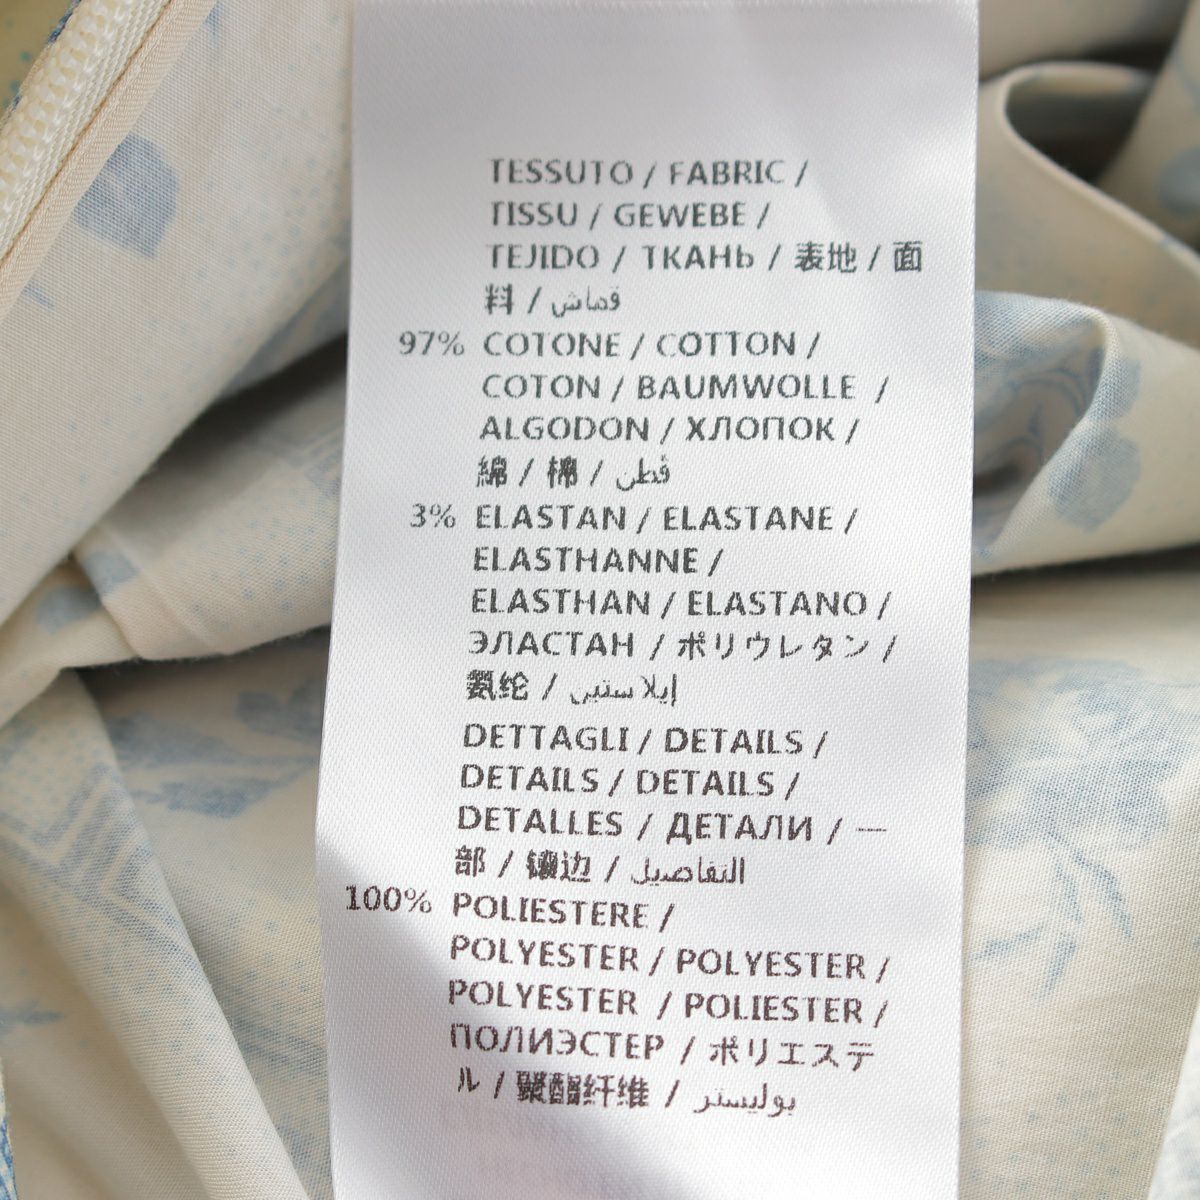 TESSUTO / FABRIC /
TISSU / GEWEBE /
TEJIDO / ТКАНЬ / 表地 / 面
料 / قماش
97% COTONE / COTTON /
COTON / BAUMWOLLE /
ALGODON / ХЛОПОК /
綿 / 棉 / قطن
3% ELASTAN / ELASTANE /
ELASTHANNE /
ELASTHAN / ELASTANO /
ЭЛАСТАН / ポリウレタン /
氨纶 / إيلاستين
DETTAGLI / DETAILS /
DETAILS / DETAILS /
DETALLES / ДЕТАЛИ / 一
部 / 镶边 / التفاصيل
100% POLIESTERE /
POLYESTER / POLYESTER /
POLYESTER / POLIESTER /
ПОЛИЭСТЕР / ポリエステ
ル / 聚酯纤维 / بوليستر